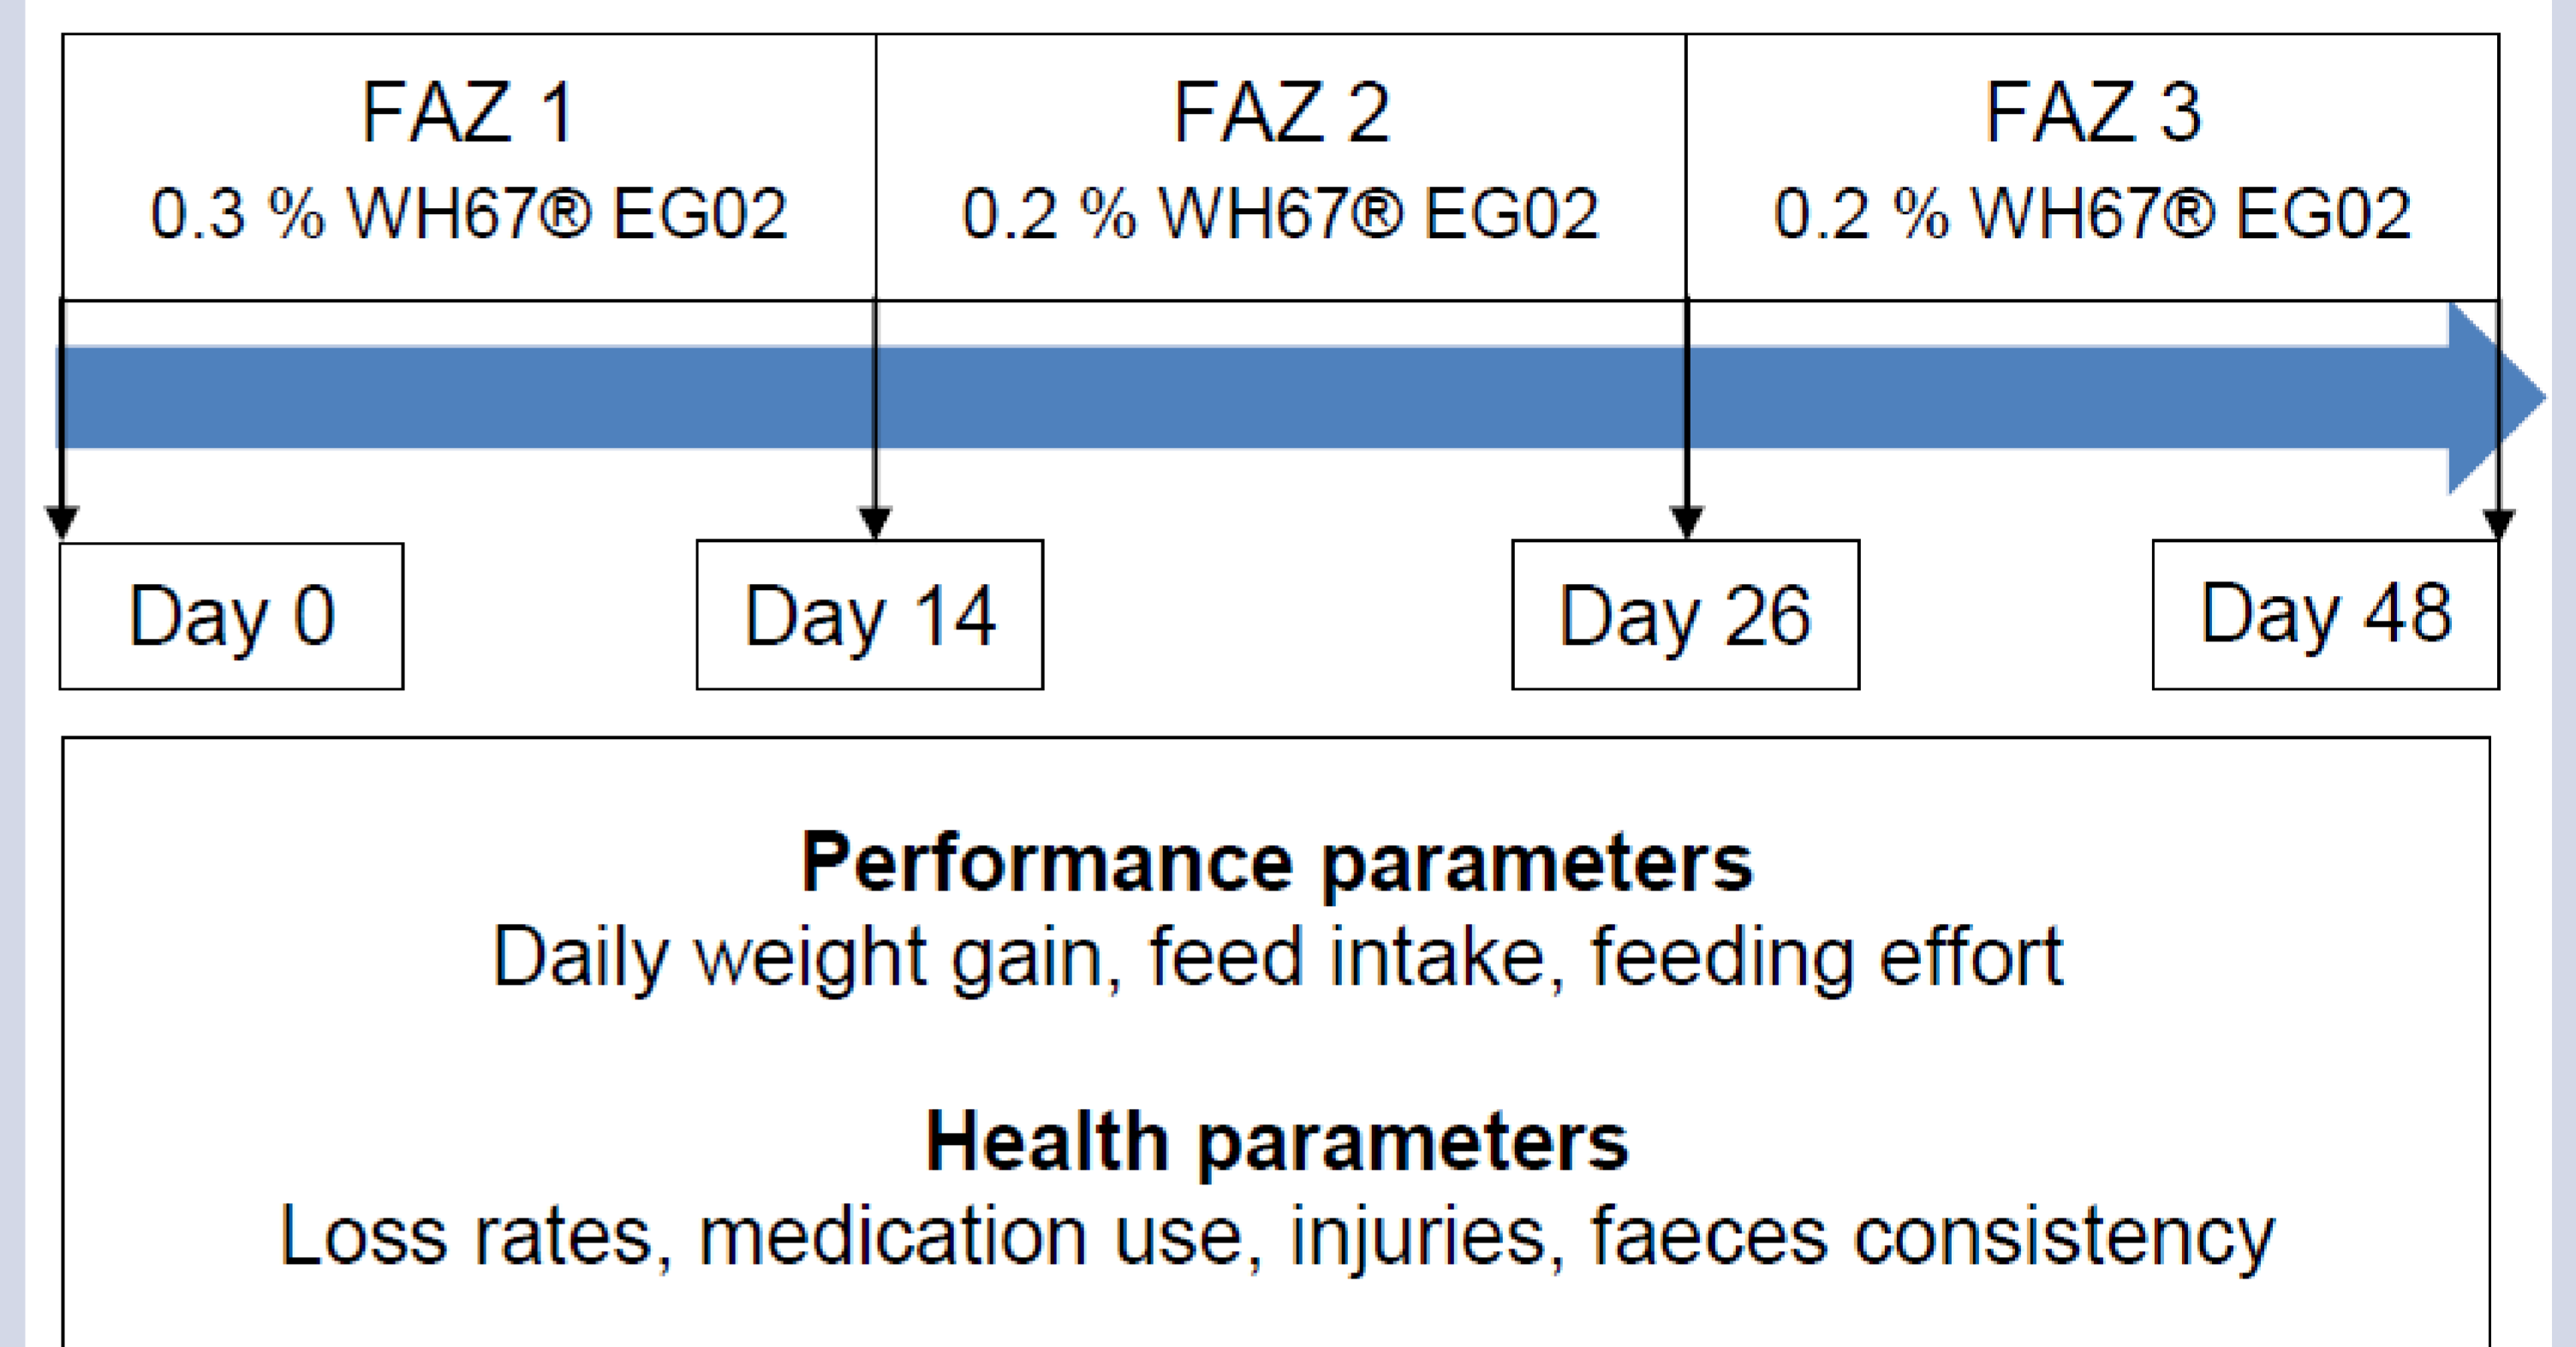 FAZ 1
0.3 % WH67® EG02
FAZ 2
0.2 % WH67® EG02
FAZ 3
0.2 % WH67® EG02
Day 0
Day 14
Day 26
Day 48
Performance parameters
Daily weight gain, feed intake, feeding effort
Health parameters
Loss rates, medication use, injuries, faeces consistency